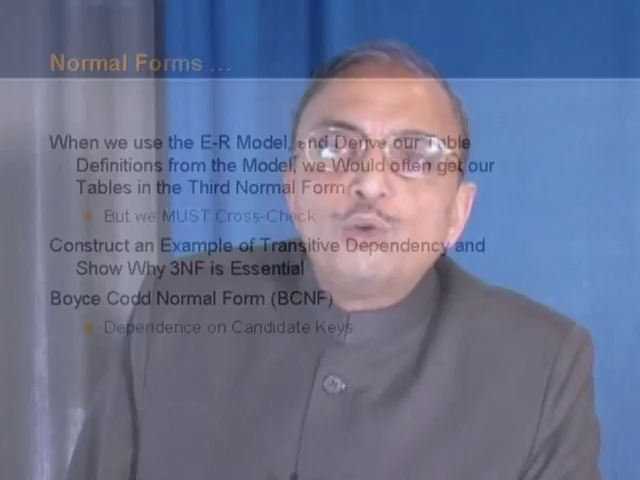 Normal Forms ...
When we use the E-R Model, and Derive our Table
Definitions from the Model, we Would often get our
Tables in the Third Normal Form
But we MUST Cross-Check
Construct an Example of Transitive Dependency and
Show Why 3NF is Essential
Boyce Codd Normal Form (BCNF)
Dependence on Candidate Keys